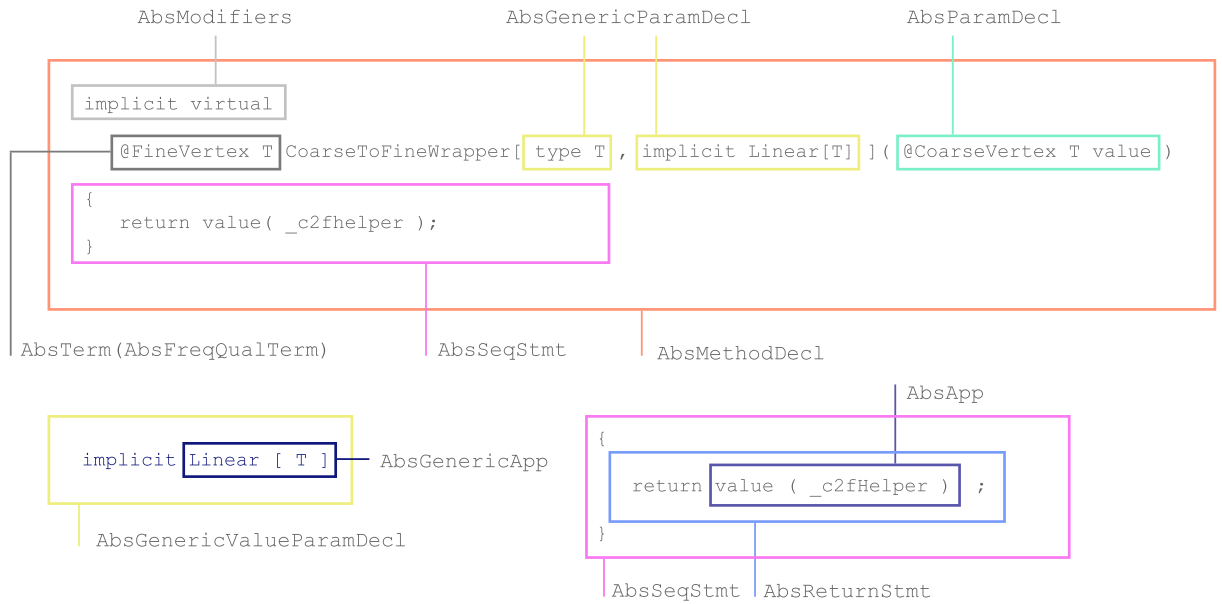 AbsModifiers AbsGenericParamDecl AbsParamDecl
implicit virtual
@FineVertex T CoarseToFineWrapper[ type T , implicit Linear[T] ]( @CoarseVertex T value )
{
return value( _c2fhelper );
}
AbsTerm(AbsFreqQualTerm) AbsSeqStmt AbsMethodDecl
AbsApp
implicit Linear [ T ] AbsGenericApp
AbsGenericValueParamDecl
{
return value ( _c2fHelper ) ;
}
AbsSeqStmt AbsReturnStmt